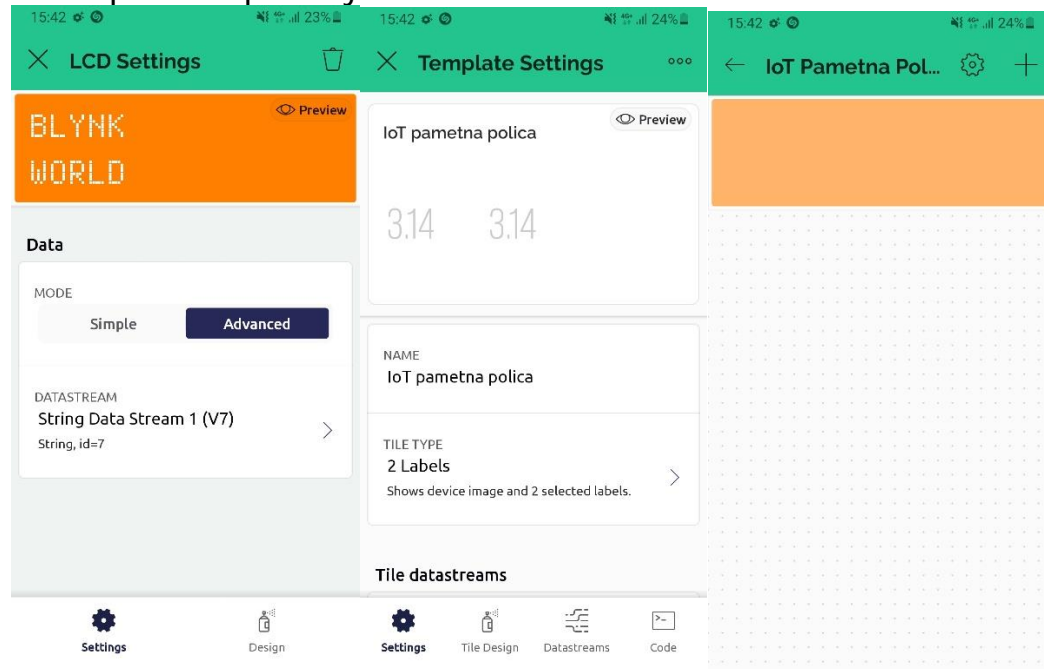 15:42 23%
LCD Settings
Preview
BLYNK
WORLD
Data
MODE
Simple Advanced
DATASTREAM
String Data Stream 1 (V7)
String, id=7
Settings Design
15:42 24%
Template Settings
Preview
IoT pametna polica
3.14 3.14
NAME
IoT pametna polica
TILE TYPE
2 Labels
Shows device image and 2 selected labels.
Tile datastreams
Settings Tile Design Datastreams Code
15:42 24%
IoT Pametna Pol...